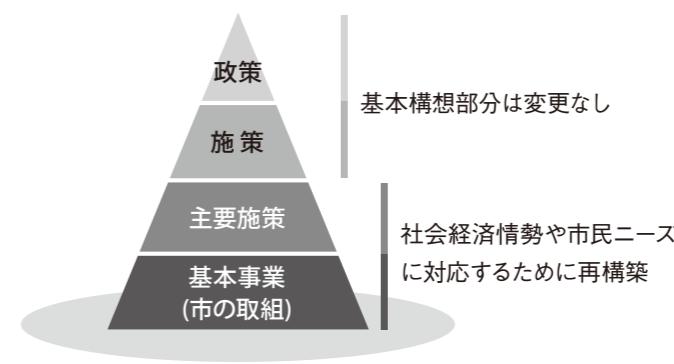 政策
施策
基本構想部分は変更なし
主要施策
基本事業
(市の取組)
社会経済情勢や市民ニーズ
に対応するために再構築